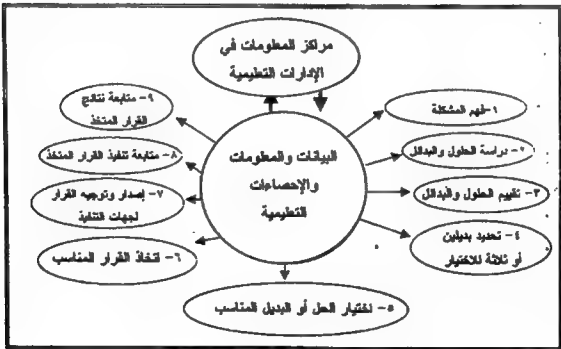 مراكز المعلومات في
الإدارات التعليمية
البيانات والمعلومات
والإحصاءات
التعليمية
١- فهم المشكلة
٢- دراسة الحلول والبدائل
٣- تقييم الحلول والبدائل
٤- تحديد بديلين
أو ثلاثة للاختيار
٥- اختيار الحل أو البديل المناسب
٦- اتخاذ القرار المناسب
٧- إصدار وتوجيه القرار
لجهات التنفيذ
٨- متابعة تنفيذ القرار المتخذ
٩- متابعة نتائج
القرار المتخذ